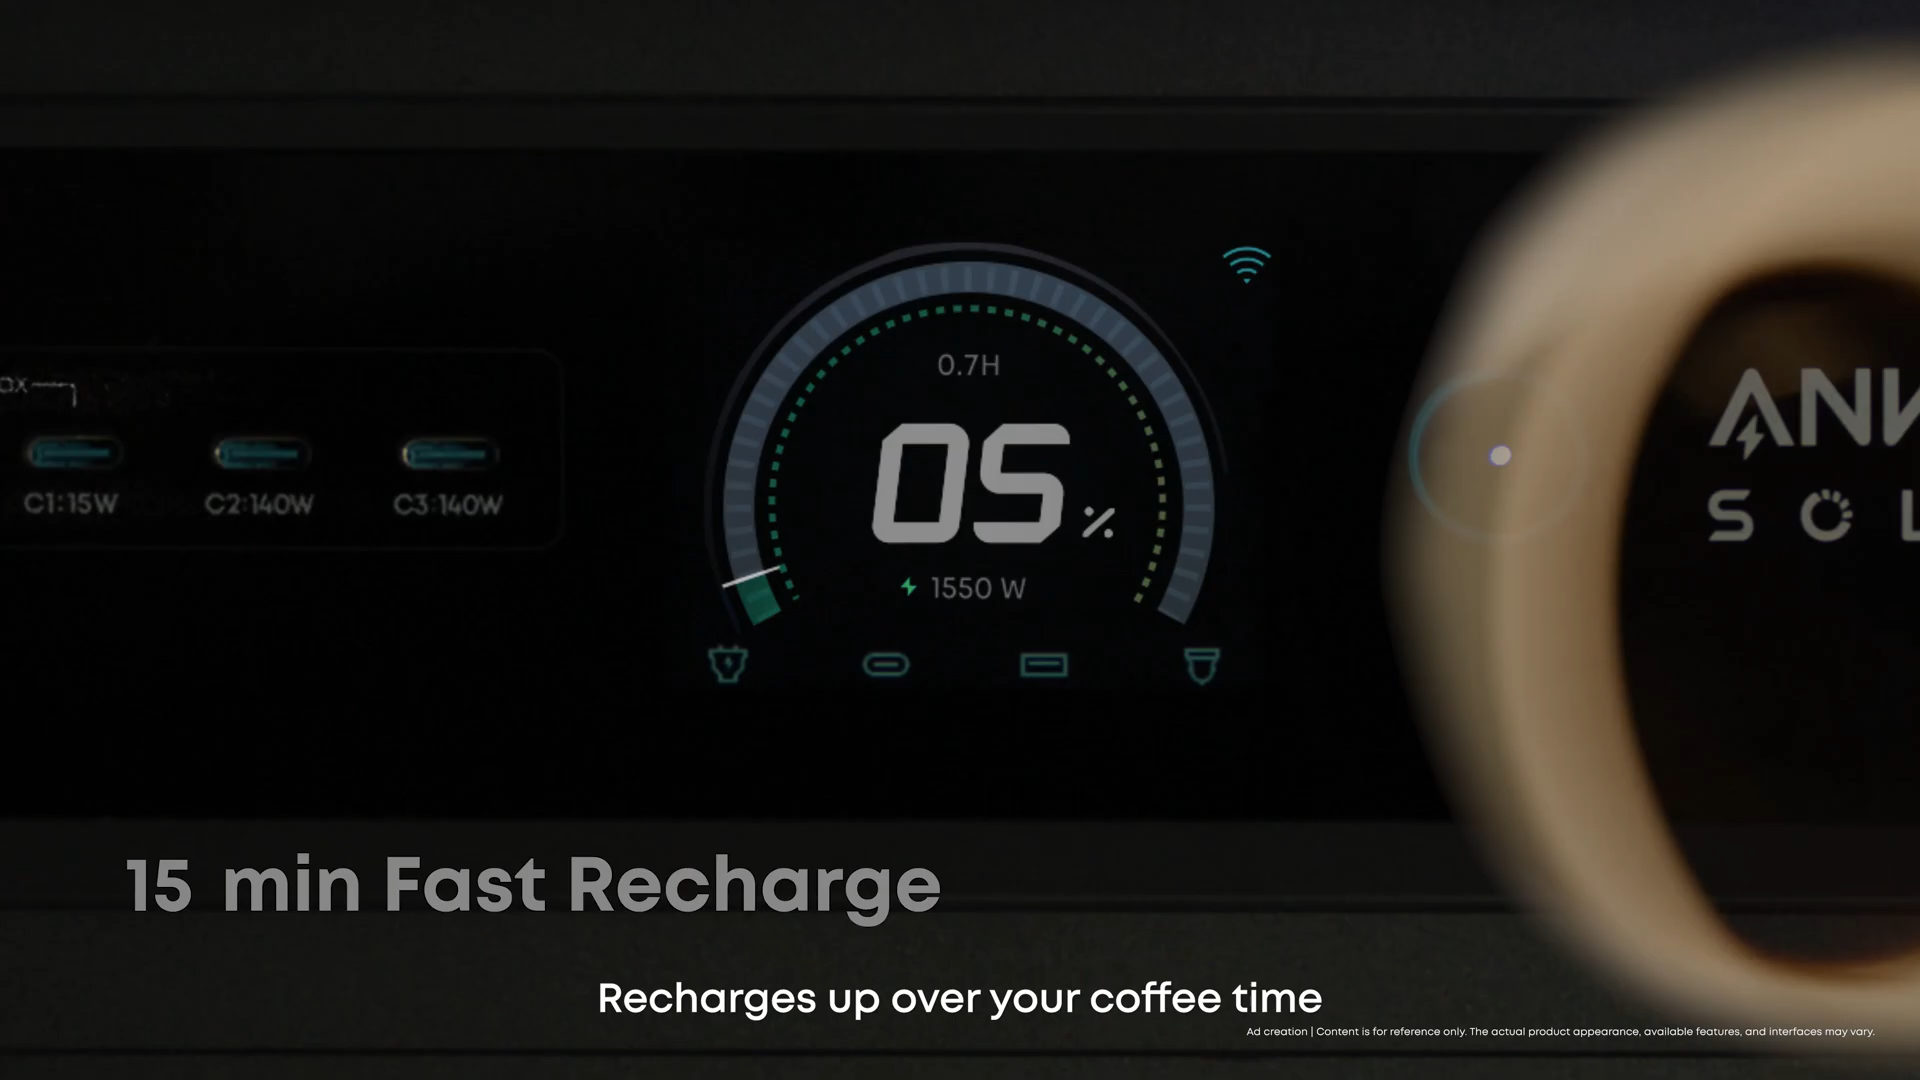 0.7H
05%
1550 W
C1:15W C2:140W C3:140W
15 min Fast Recharge
Recharges up over your coffee time
Ad creation | Content is for reference only. The actual product appearance, available features, and interfaces may vary.